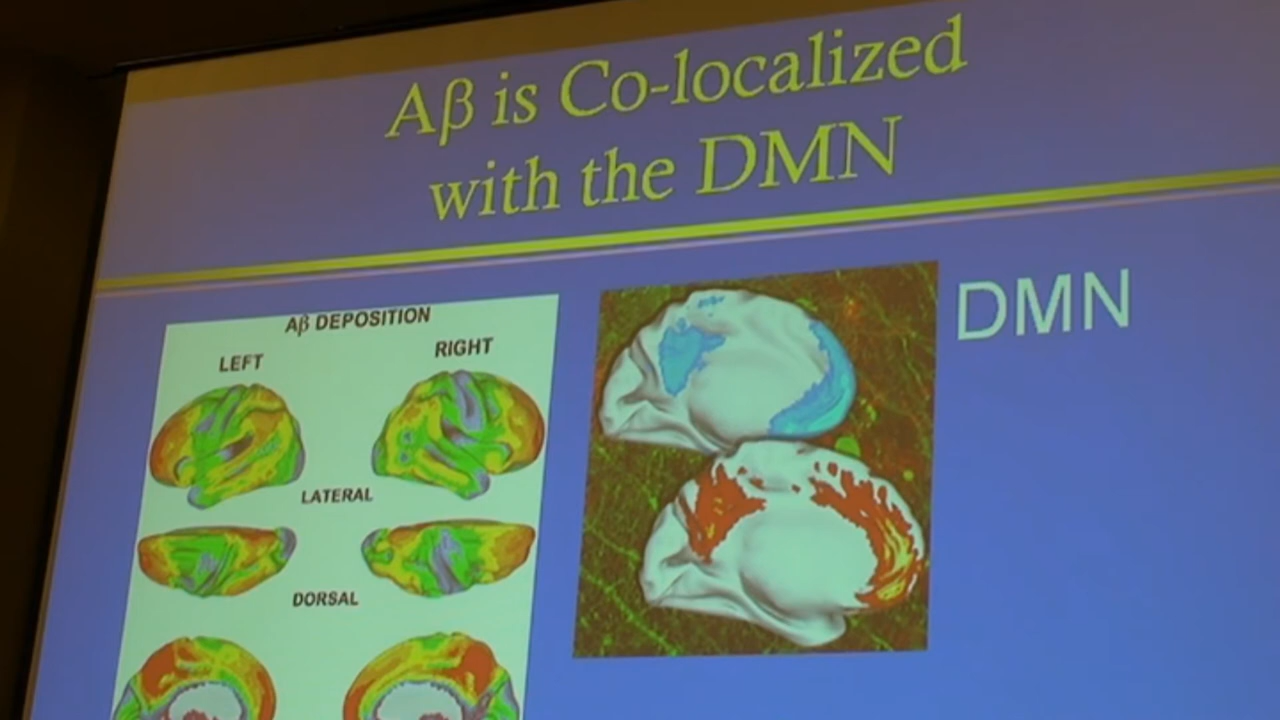 Aβ is Co-localized
with the DMN
Aβ DEPOSITION
LEFT
RIGHT
LATERAL
DORSAL
DMN